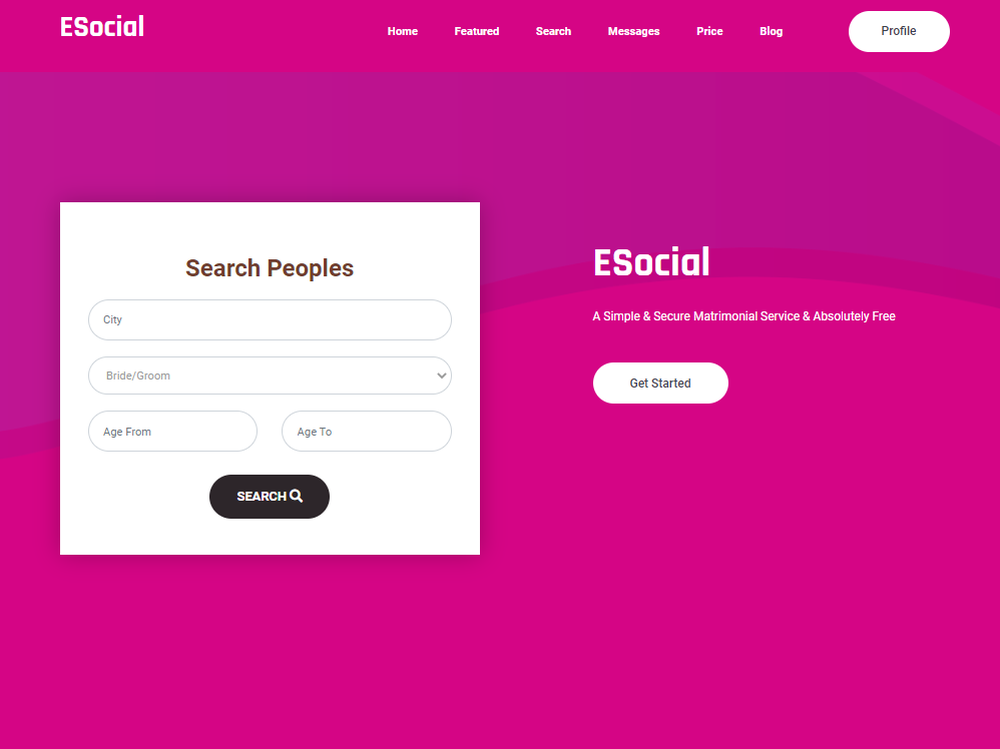 ESocial
Home Featured Search Messages Price Blog Profile
Search Peoples
City
Bride/Groom
Age From Age To
SEARCH
ESocial
A Simple & Secure Matrimonial Service & Absolutely Free
Get Started